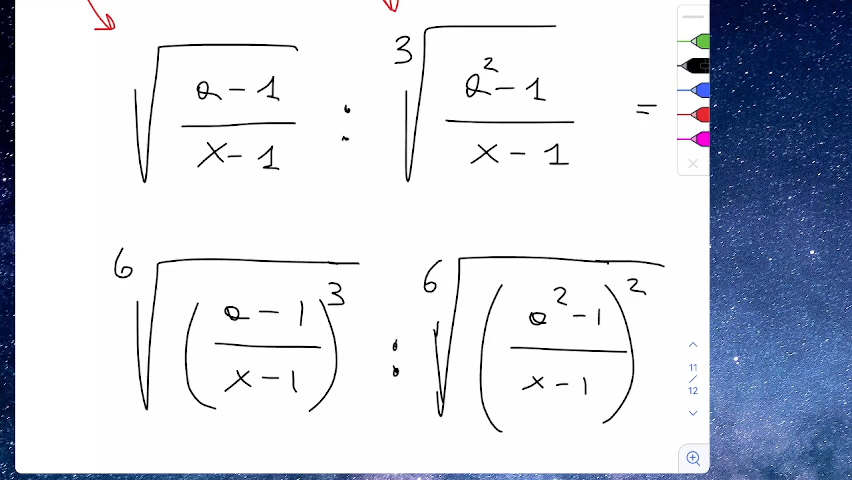 √((a-1)/(x-1)) : ³√((a²-1)/(x-1)) =
⁶√(((a-1)/(x-1))³) : ⁶√(((a²-1)/(x-1))²)
11
/
12